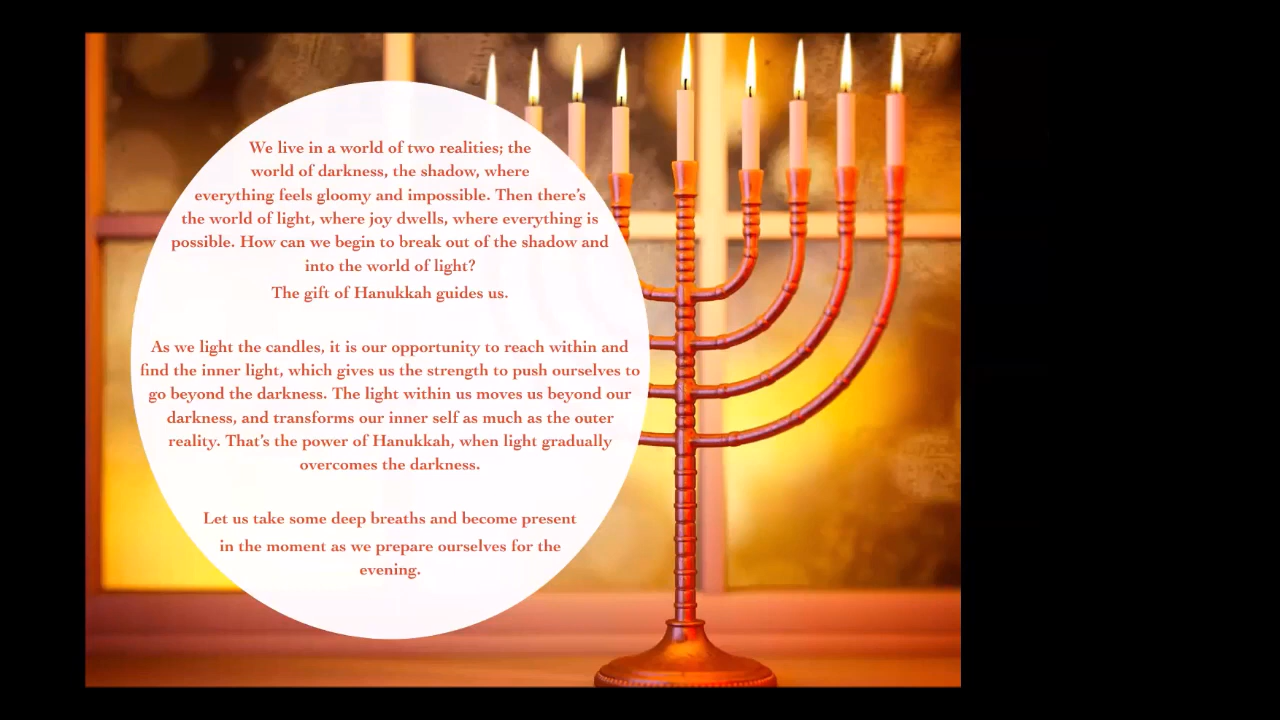 We live in a world of two realities; the
world of darkness, the shadow, where
everything feels gloomy and impossible. Then there's
the world of light, where joy dwells, where everything is
possible. How can we begin to break out of the shadow and
into the world of light?
The gift of Hanukkah guides us.
As we light the candles, it is our opportunity to reach within and
find the inner light, which gives us the strength to push ourselves to
go beyond the darkness. The light within us moves us beyond our
darkness, and transforms our inner self as much as the outer
reality. That's the power of Hanukkah, when light gradually
overcomes the darkness.
Let us take some deep breaths and become present
in the moment as we prepare ourselves for the
evening.